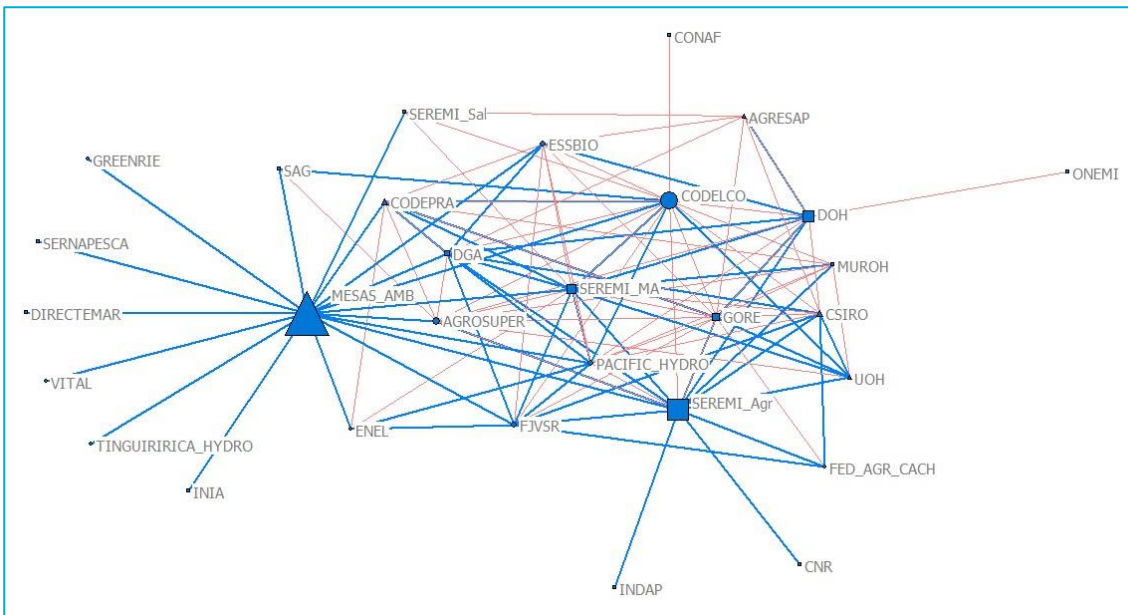 CONAF
SEREMI_Sal
AGRESAP
ESSBIO
GREENRIE
SAG
ONEMI
CODELCO
CODEPRA
DOH
SERNAPESCA
DGA
MUROH
SEREMI_MA
MESAS_AMB
DIRECTEMAR
AGROSUPER
GORE
CSIRO
PACIFIC_HYDRO
VITAL
UOH
SEREMI_Agr
TINGUIRIRICA_HYDRO
ENEL
FJVSR
FED_AGR_CACH
INIA
CNR
INDAP